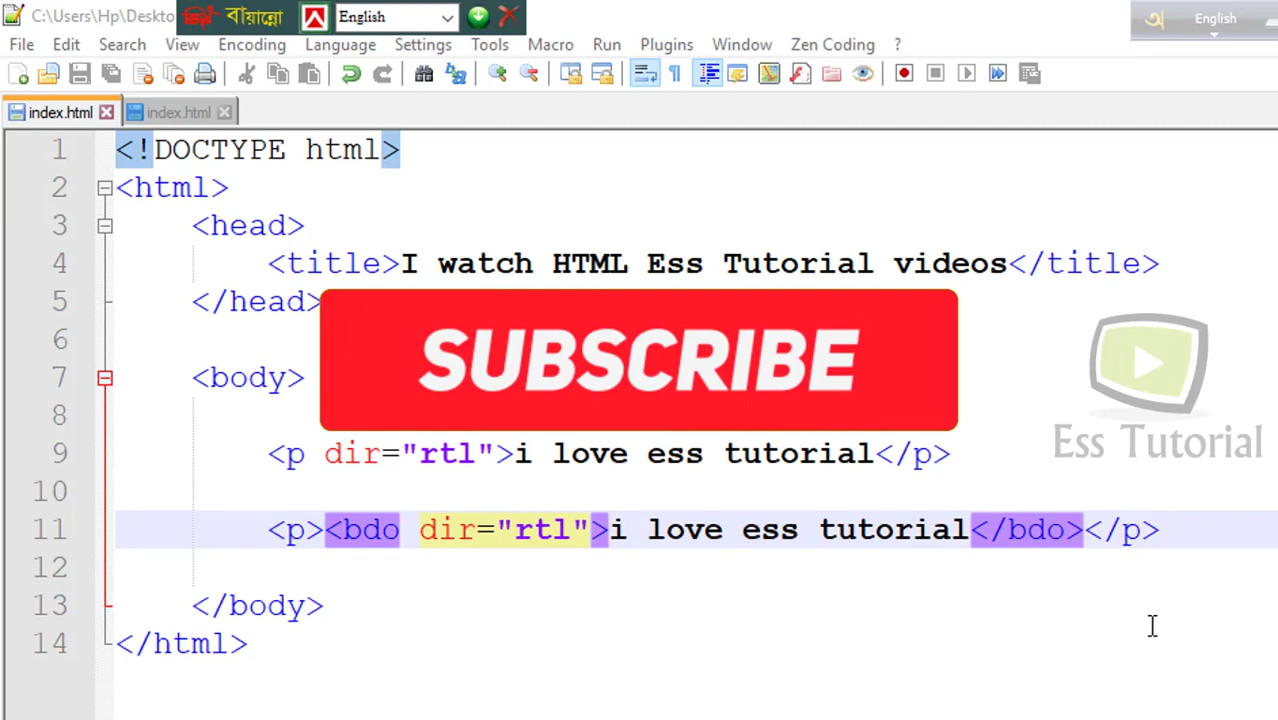 C:\Users\Hp\Deskto
বায়ান্নো
English
English
File Edit Search View Encoding Language Settings Tools Macro Run Plugins Window Zen Coding ?
index.html index.html
1 <!DOCTYPE html>
2 <html>
3 <head>
4 <title>I watch HTML Ess Tutorial videos</title>
5 </head>
6
SUBSCRIBE
7 <body>
8
Ess Tutorial
9 <p dir="rtl">i love ess tutorial</p>
10
11 <p><bdo dir="rtl">i love ess tutorial</bdo></p>
12
13 </body>
14 </html>